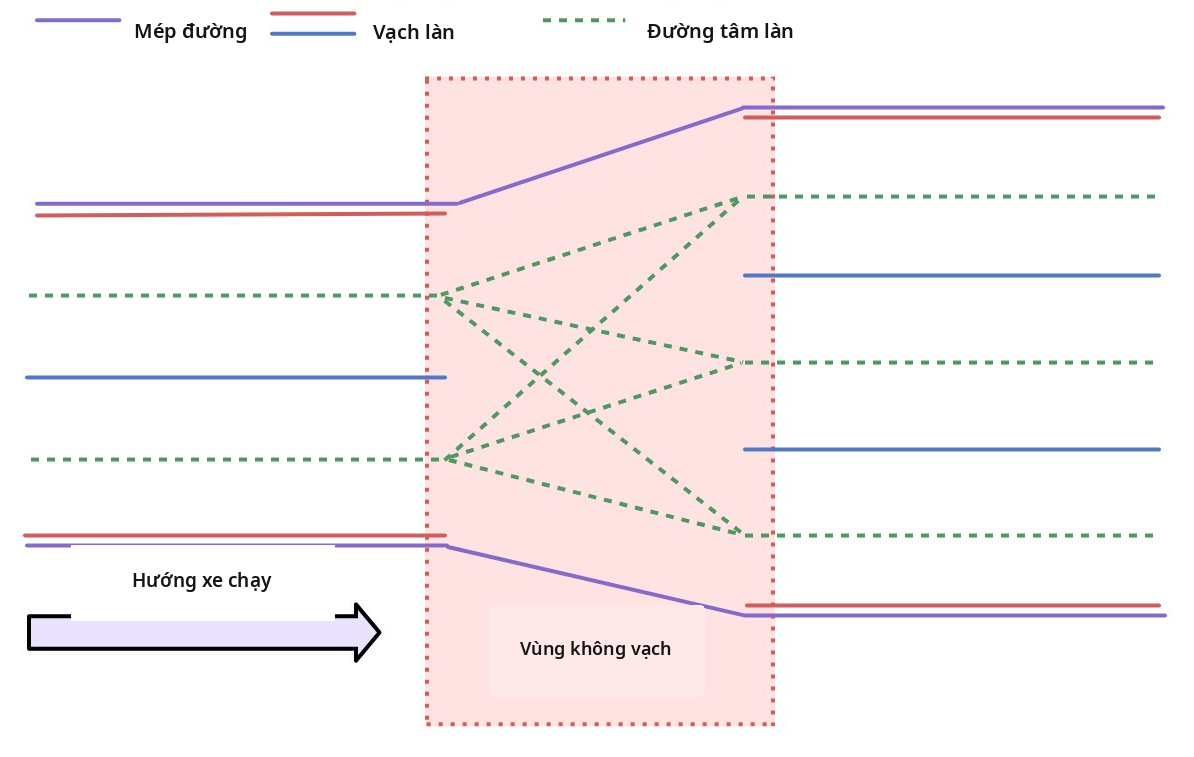 Mép đường
Vạch làn
Đường tâm làn
Hướng xe chạy
Vùng không vạch